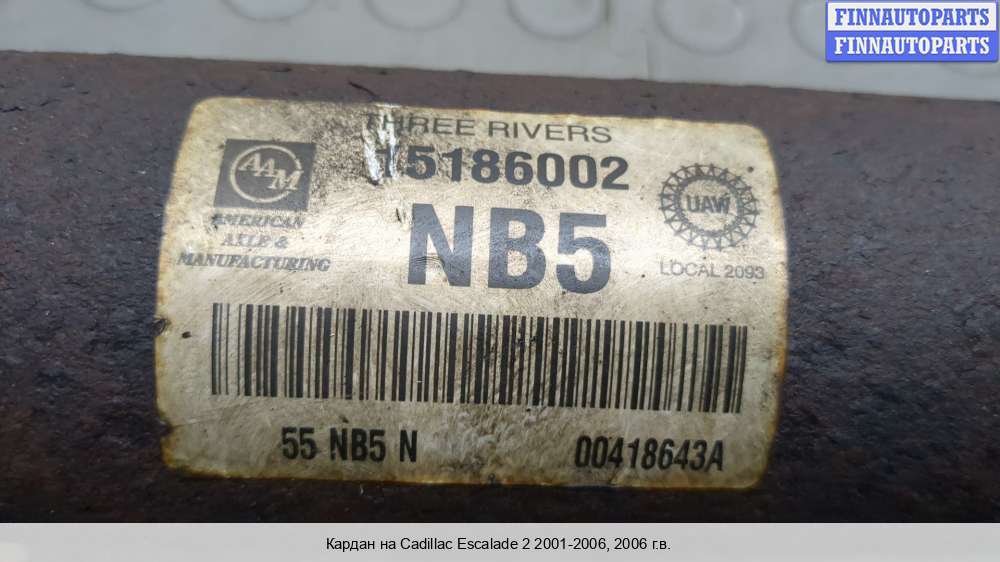 FINNAUTOPARTS
FINNAUTOPARTS
THREE RIVERS
15186002
AAM
AMERICAN
AXLE &
MANUFACTURING
NB5
UAW
LOCAL 2093
55 NB5 N
00418643A
Кардан на Cadillac Escalade 2 2001-2006, 2006 г.в.